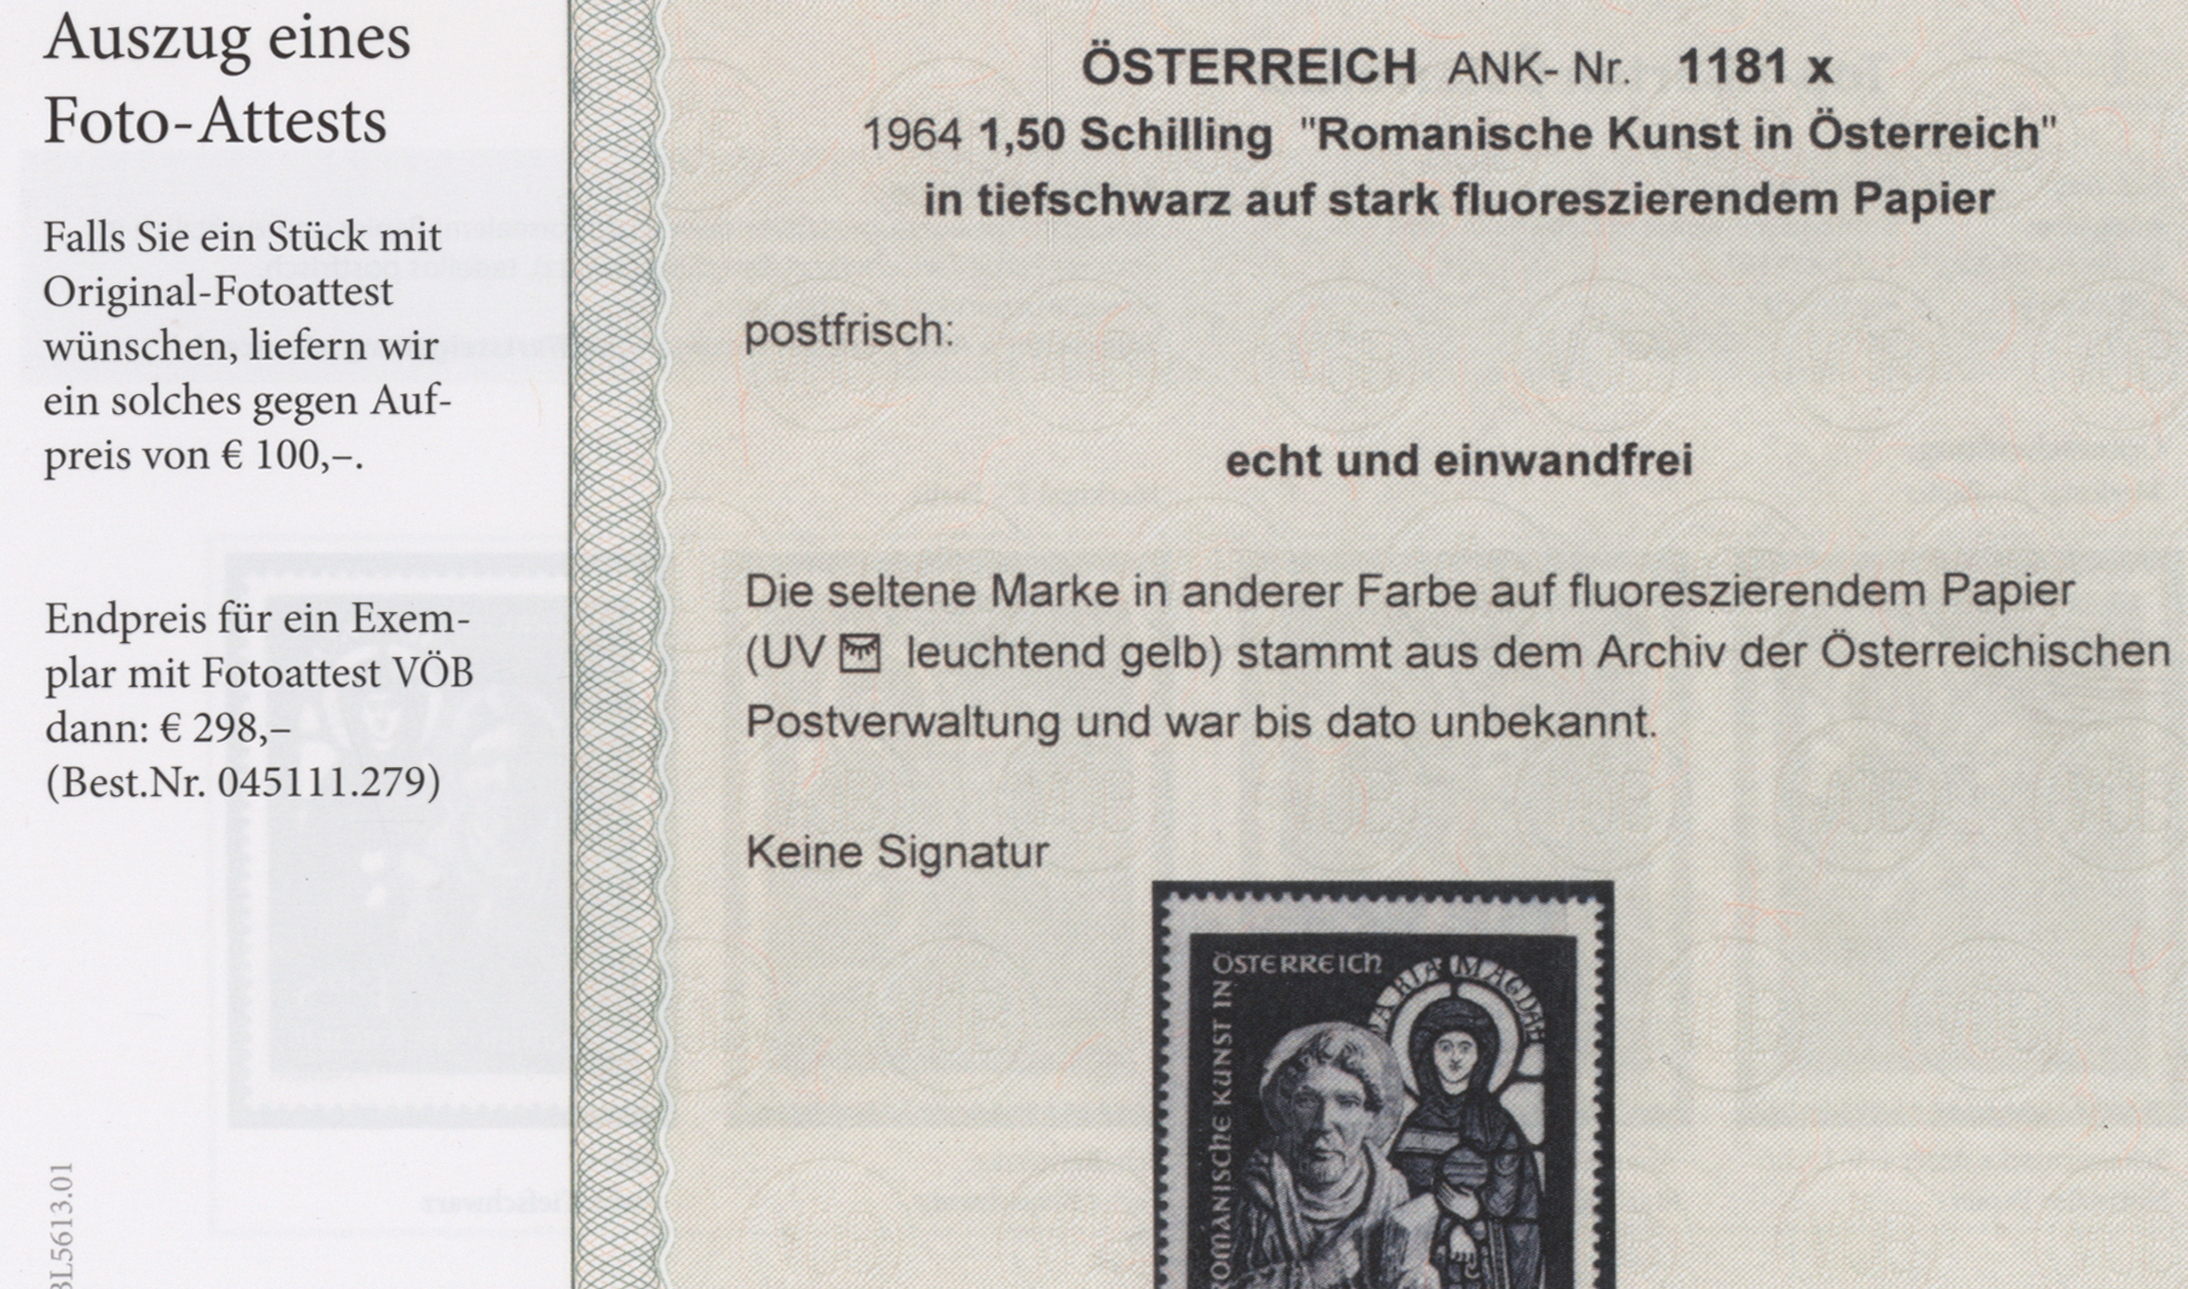 Auszug eines
Foto-Attests
Falls Sie ein Stück mit
Original-Fotoattest
wünschen, liefern wir
ein solches gegen Auf-
preis von € 100,–.
Endpreis für ein Exem-
plar mit Fotoattest VÖB
dann: € 298,–
(Best.Nr. 045111.279)
BL5613.01
ÖSTERREICH ANK- Nr. 1181 x
1964 1,50 Schilling "Romanische Kunst in Österreich"
in tiefschwarz auf stark fluoreszierendem Papier
postfrisch:
echt und einwandfrei
Die seltene Marke in anderer Farbe auf fluoreszierendem Papier
(UV leuchtend gelb) stammt aus dem Archiv der Österreichischen
Postverwaltung und war bis dato unbekannt.
Keine Signatur
ÖSTERREICH
ROMANISCHE KUNST IN
MARIA MAGDAL